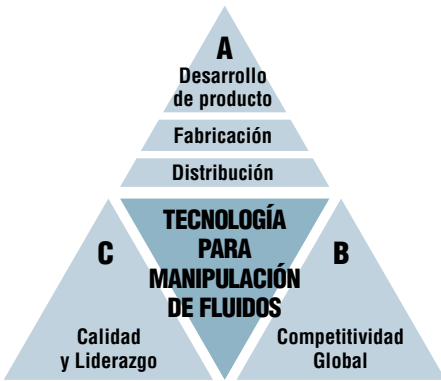 A
Desarrollo
de producto
Fabricación
Distribución
TECNOLOGÍA
PARA
MANIPULACIÓN
DE FLUIDOS
C
Calidad
y Liderazgo
B
Competitividad
Global